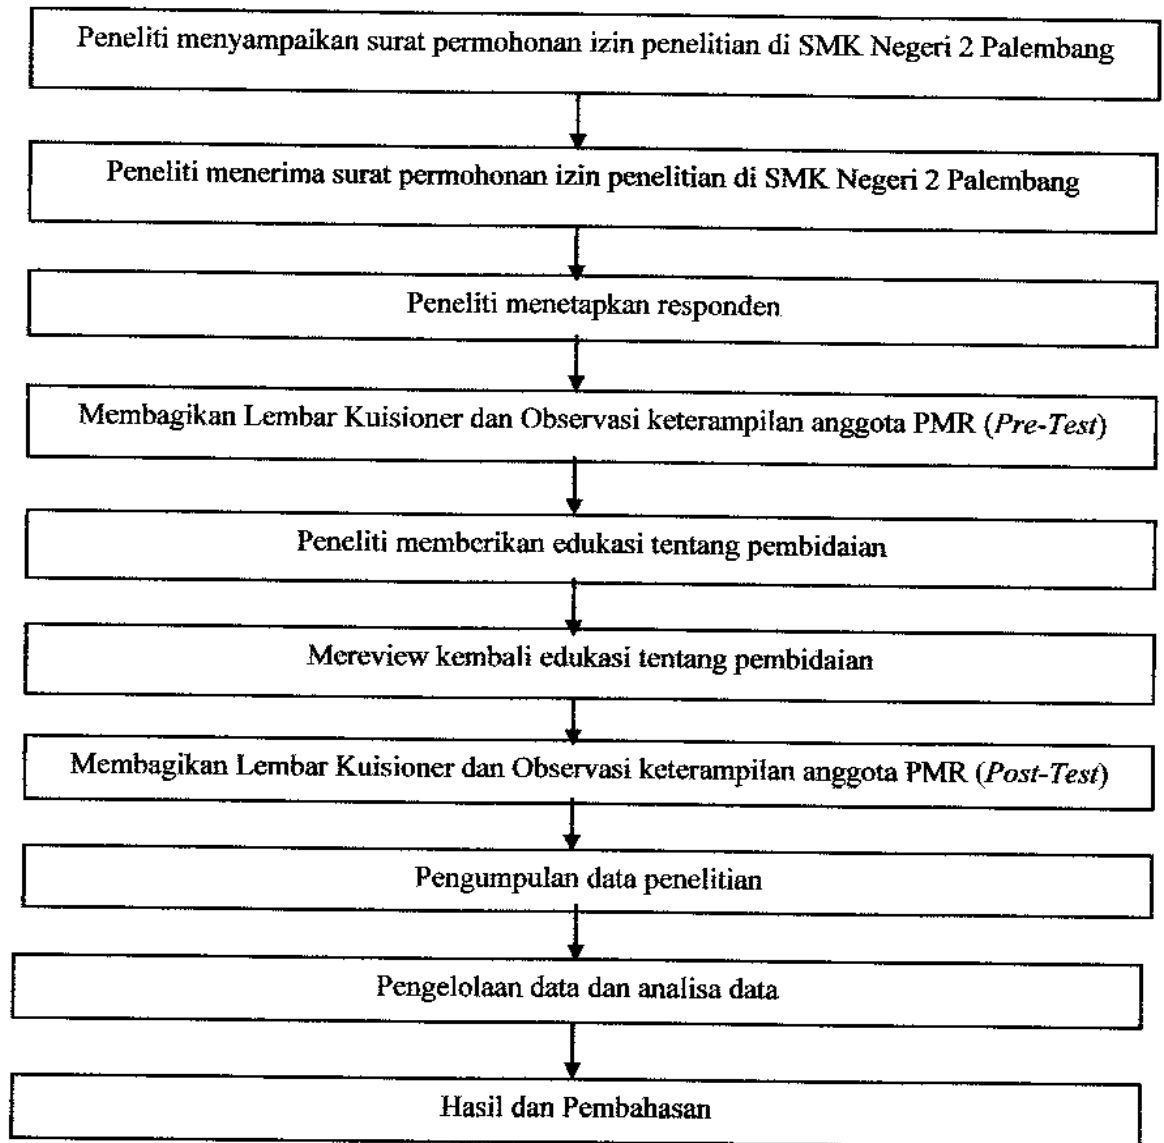 Peneliti menyampaikan surat permohonan izin penelitian di SMK Negeri 2 Palembang
Peneliti menerima surat permohonan izin penelitian di SMK Negeri 2 Palembang
Peneliti menetapkan responden
Membagikan Lembar Kuisioner dan Observasi keterampilan anggota PMR (Pre-Test)
Peneliti memberikan edukasi tentang pembidaian
Mereview kembali edukasi tentang pembidaian
Membagikan Lembar Kuisioner dan Observasi keterampilan anggota PMR (Post-Test)
Pengumpulan data penelitian
Pengelolaan data dan analisa data
Hasil dan Pembahasan